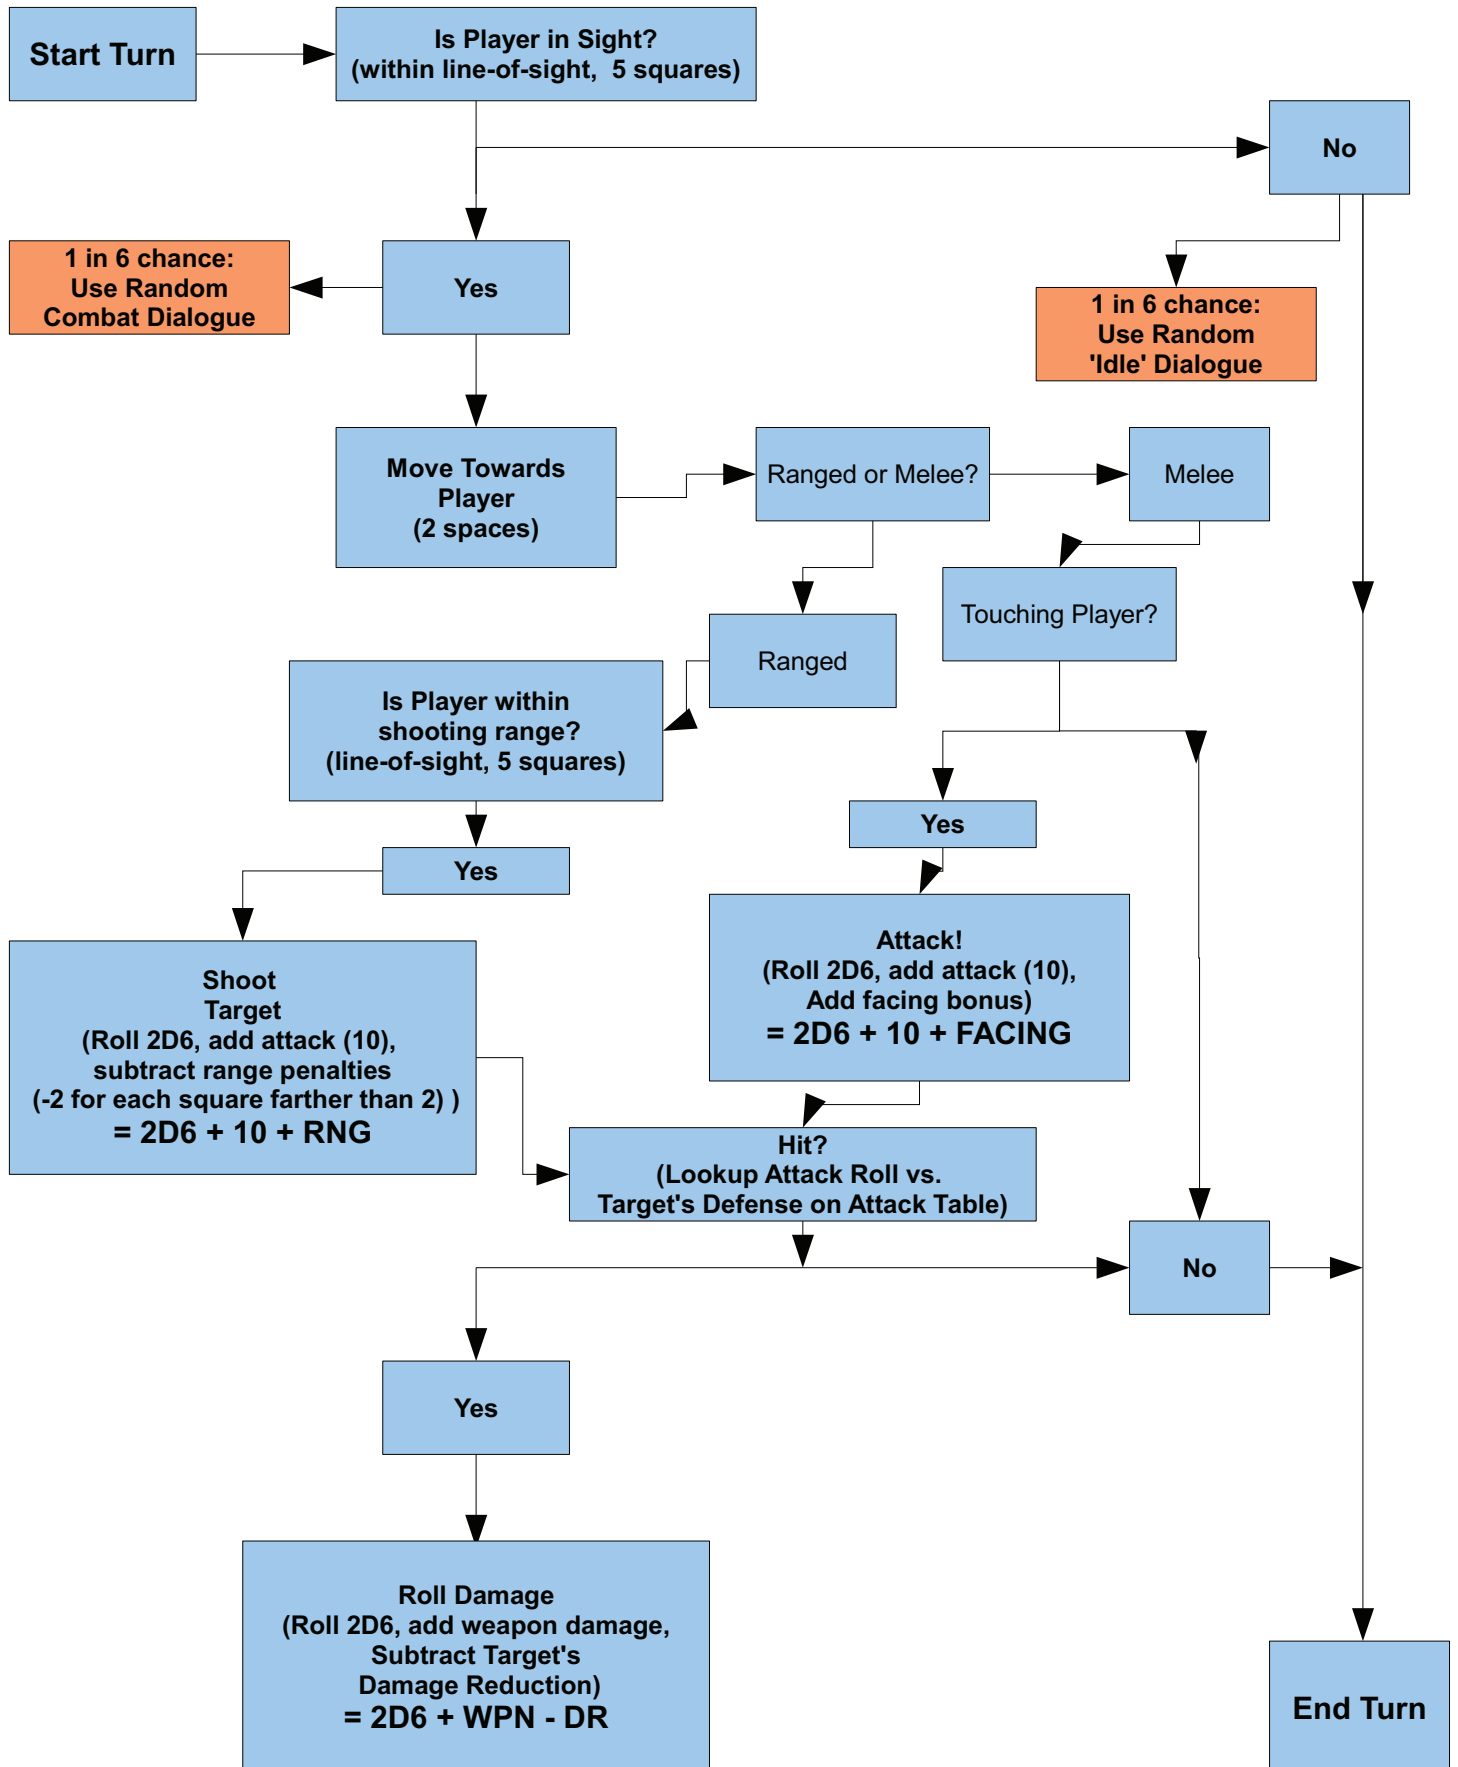 Start Turn
Is Player in Sight?
(within line-of-sight,  5 squares)
No
1 in 6 chance:
Use Random
Combat Dialogue
Yes
1 in 6 chance:
Use Random
'Idle' Dialogue
Move Towards
Player
(2 spaces)
Ranged or Melee?
Melee
Touching Player?
Ranged
Is Player within
shooting range?
(line-of-sight, 5 squares)
Yes
Yes
Shoot
Target
(Roll 2D6, add attack (10),
subtract range penalties
(-2 for each square farther than 2) )
= 2D6 + 10 + RNG
Attack!
(Roll 2D6, add attack (10),
Add facing bonus)
= 2D6 + 10 + FACING
Hit?
(Lookup Attack Roll vs.
Target's Defense on Attack Table)
No
Yes
Roll Damage
(Roll 2D6, add weapon damage,
Subtract Target's
Damage Reduction)
= 2D6 + WPN - DR
End Turn